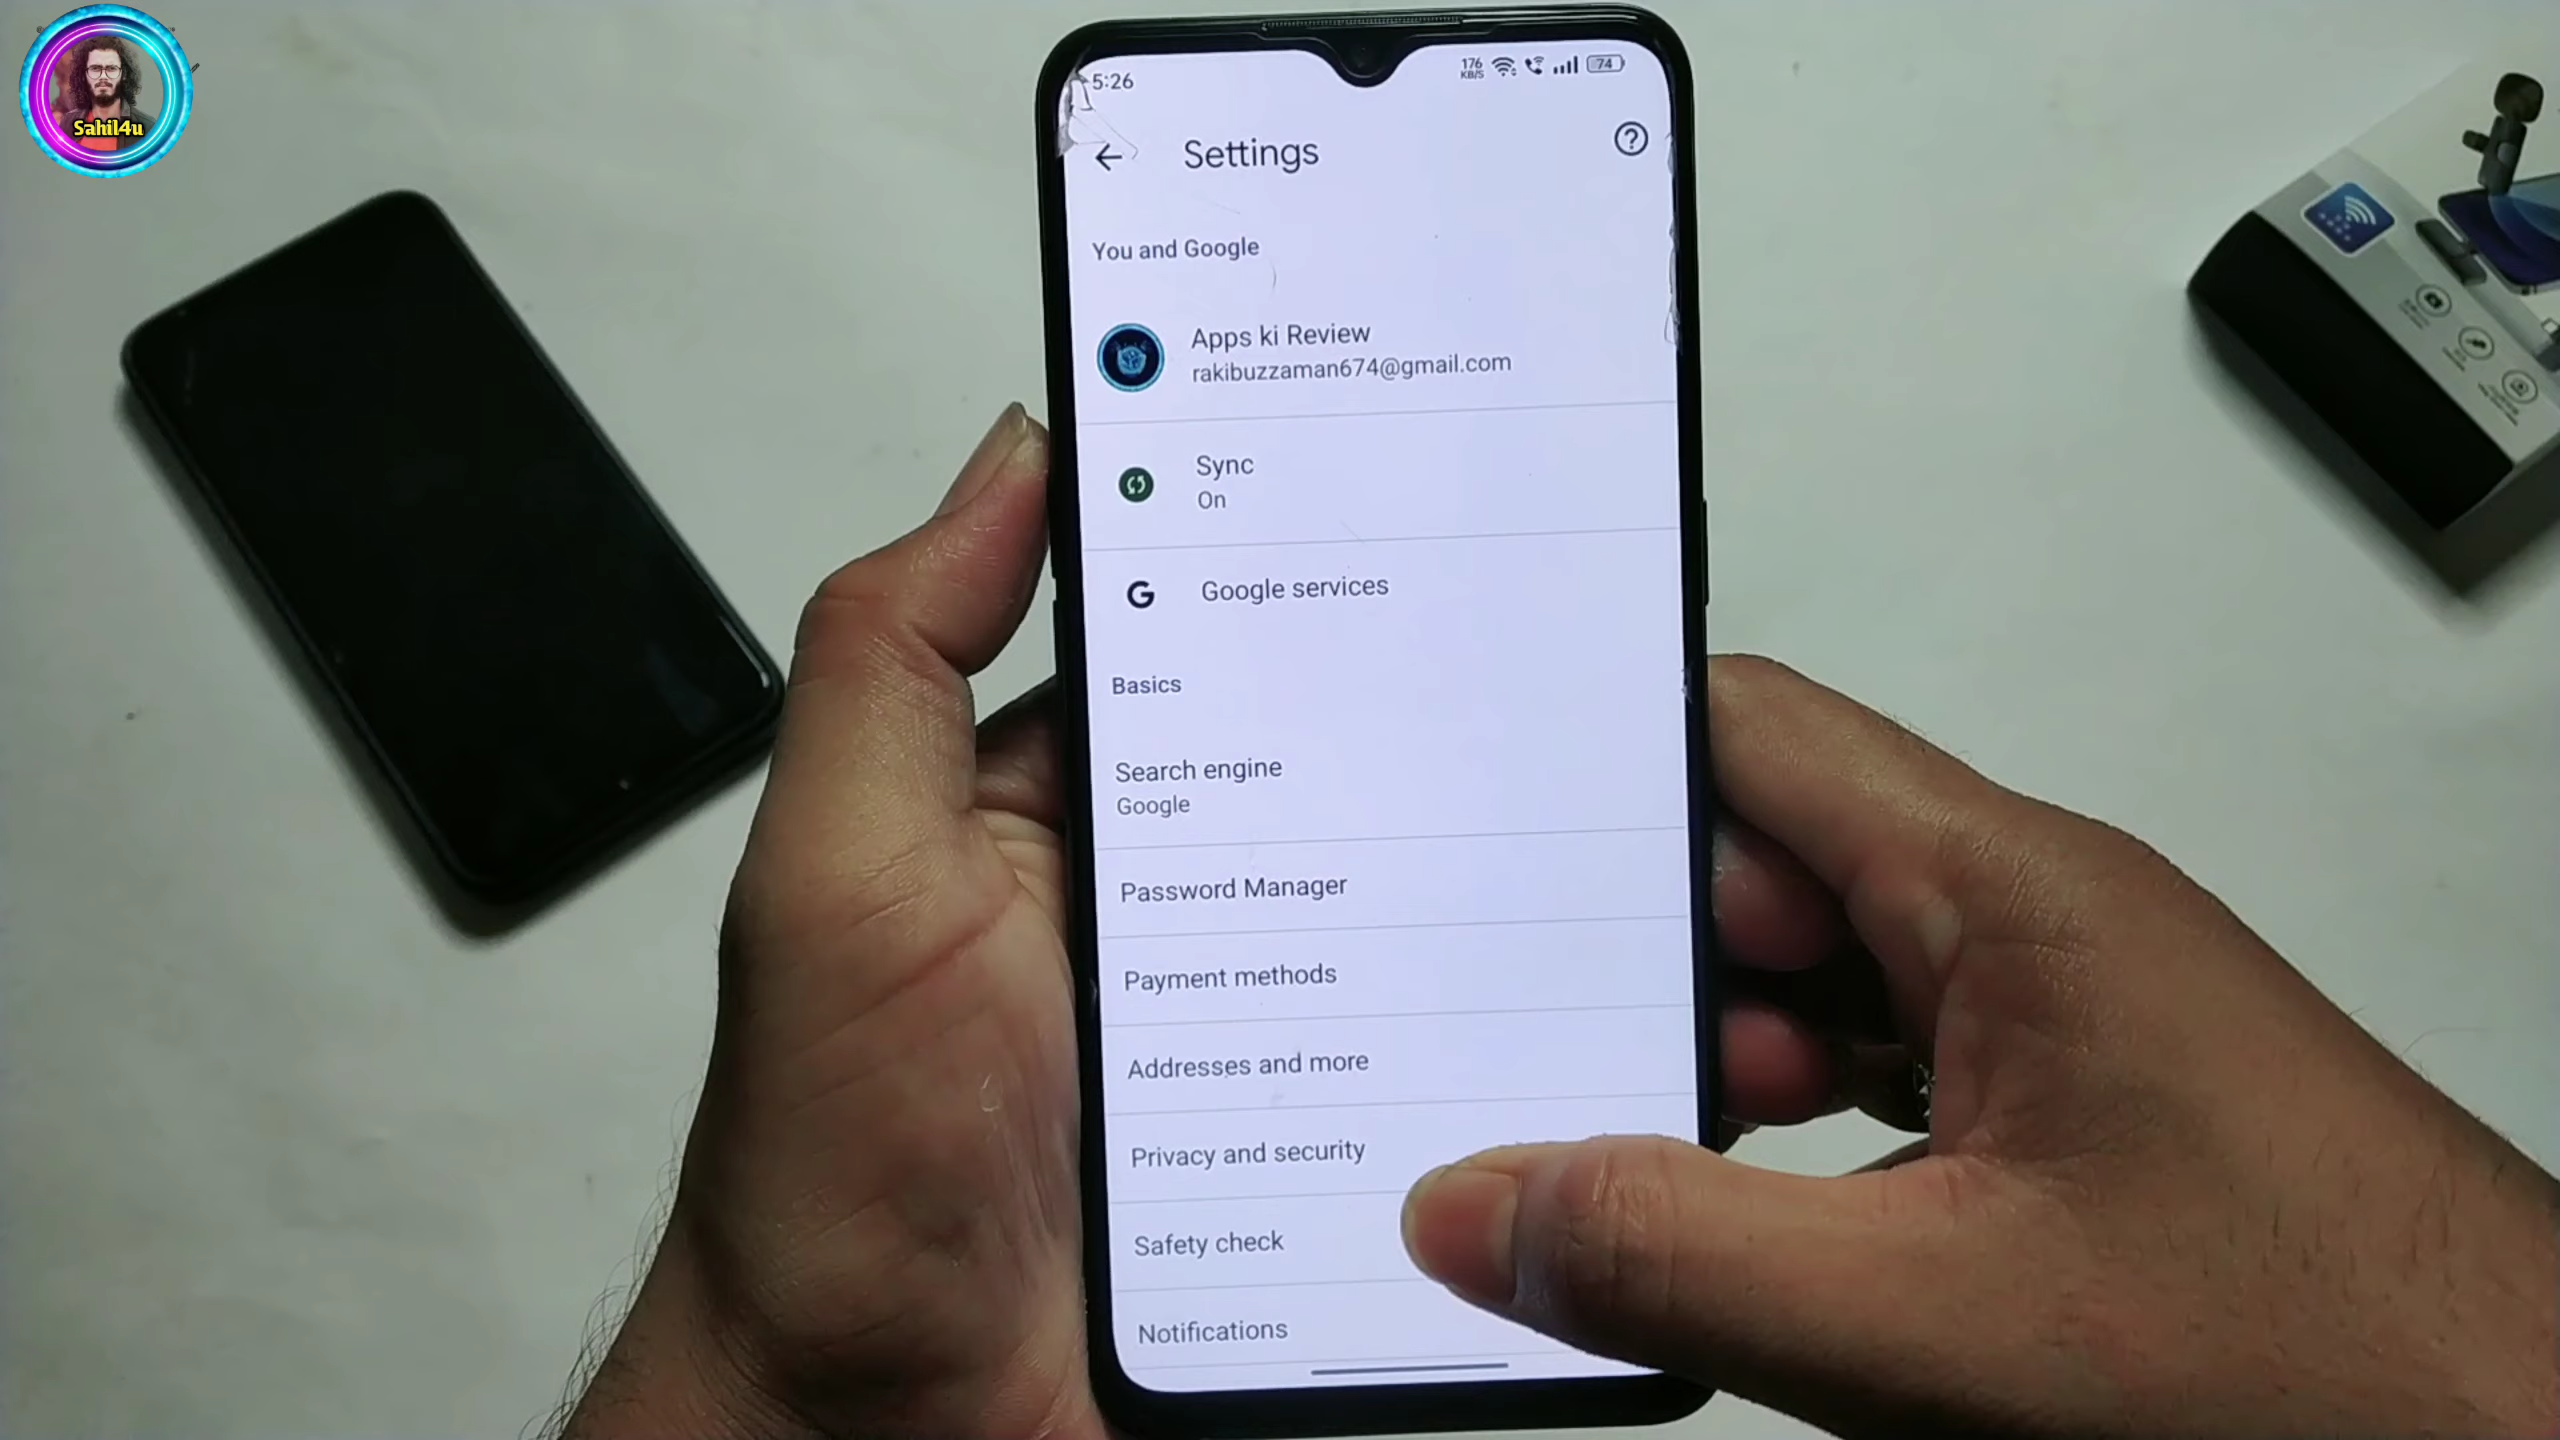 Sahil4u
5:26
176
KB/S
74
Settings
You and Google
Apps ki Review
rakibuzzaman674@gmail.com
Sync
On
Google services
Basics
Search engine
Google
Password Manager
Payment methods
Addresses and more
Privacy and security
Safety check
Notifications